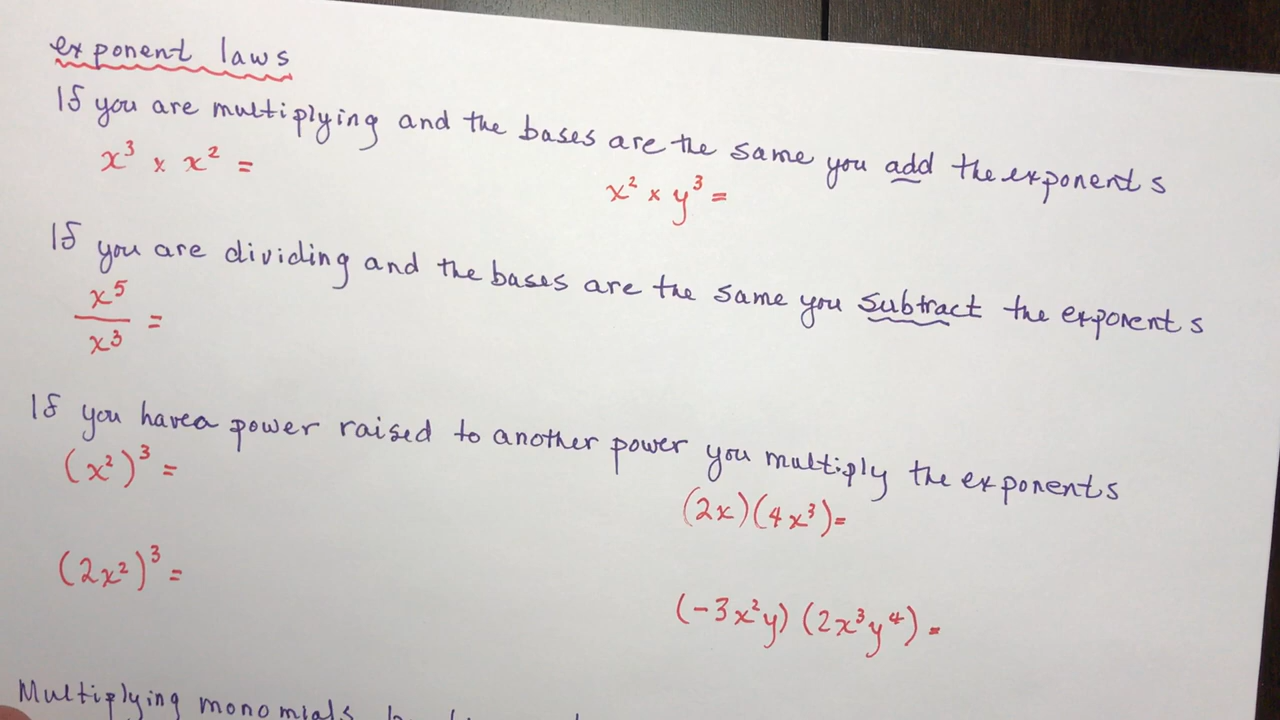 exponent laws
If you are multiplying and the bases are the same you add the exponents
x³ x x² =
x² x y³ =
If you are dividing and the bases are the same you subtract the exponents
x⁵
x³ =
If you have a power raised to another power you multiply the exponents
(x²)³ =
(2x)(4x³)=
(2x²)³ =
(-3x²y) (2x³y⁴) =
Multiplying monomials